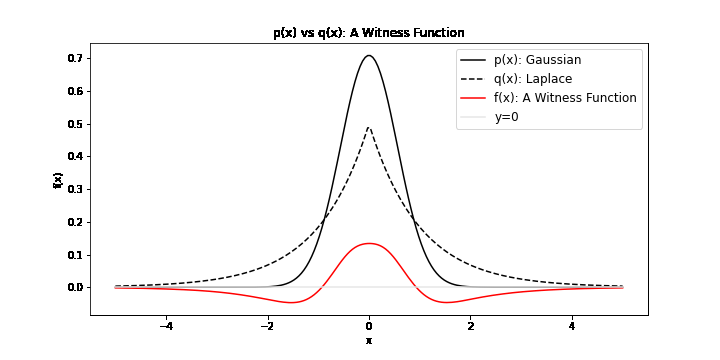 p(x) vs q(x): A Witness Function
p(x): Gaussian
q(x): Laplace
f(x): A Witness Function
y=0
f(x)
0.7
0.6
0.5
0.4
0.3
0.2
0.1
0.0
−4
−2
0
2
4
x